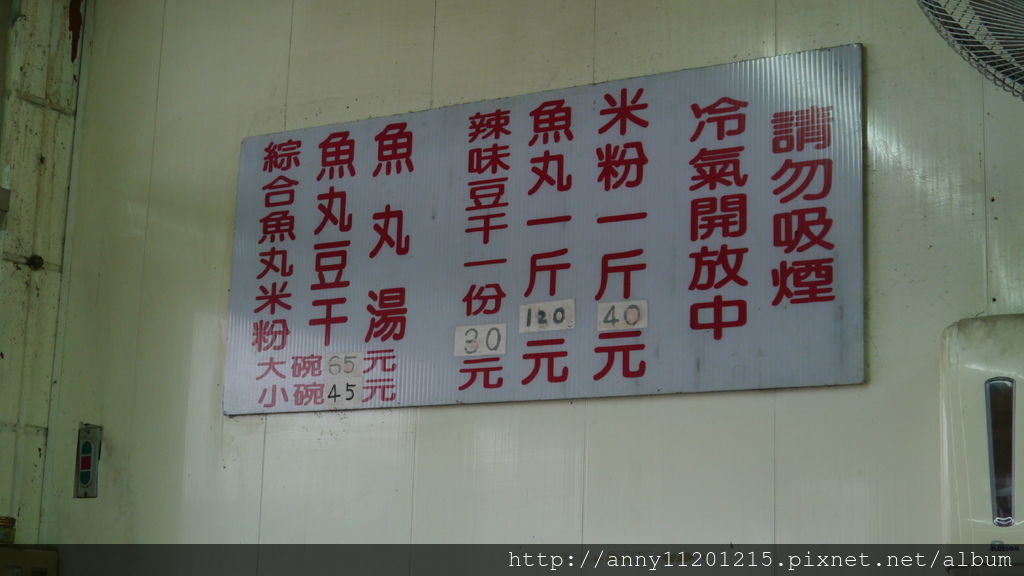 請勿吸煙
冷氣開放中
米粉一斤40元
魚丸一斤120元
辣味豆干一份30元
魚丸湯
魚丸豆干
綜合魚丸米粉
大碗65元
小碗45元
http://anny11201215.pixnet.net/album